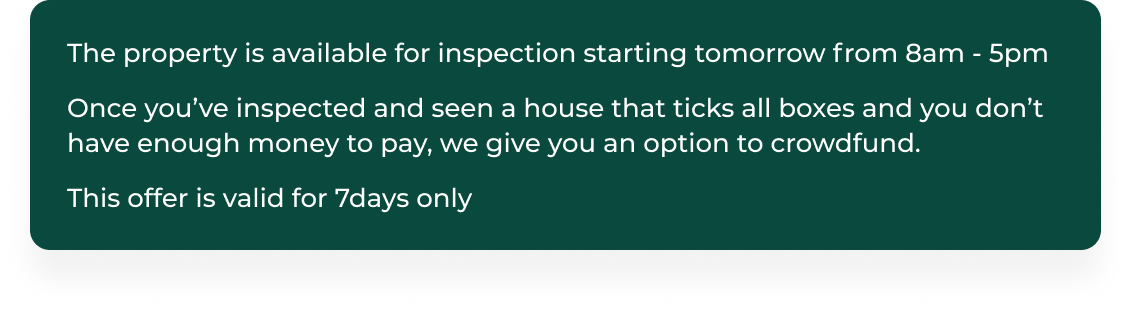 The property is available for inspection starting tomorrow from 8am - 5pm
Once you’ve inspected and seen a house that ticks all boxes and you don’t
have enough money to pay, we give you an option to crowdfund.
This offer is valid for 7days only